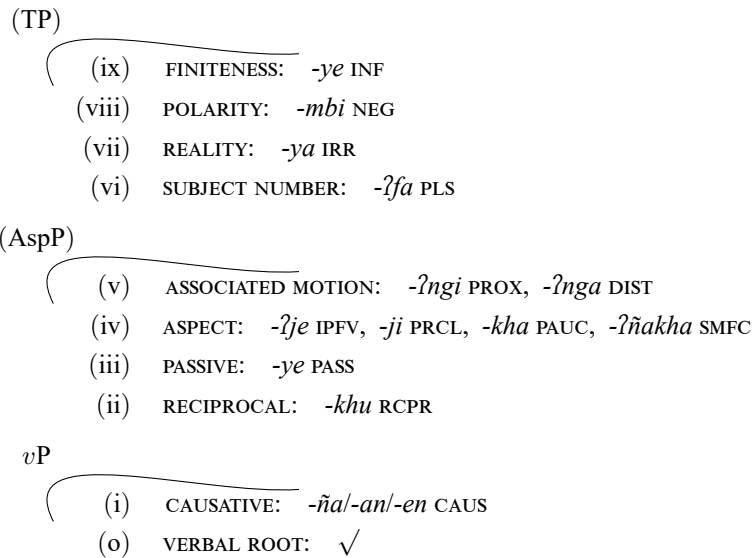 (TP)
(ix) FINITENESS: -ye INF
(viii) POLARITY: -mbi NEG
(vii) REALITY: -ya IRR
(vi) SUBJECT NUMBER: -ʔfa PLS
(AspP)
(v) ASSOCIATED MOTION: -ʔngi PROX, -ʔnga DIST
(iv) ASPECT: -ʔje IPFV, -ji PRCL, -kha PAUC, -ʔñakha SMFC
(iii) PASSIVE: -ye PASS
(ii) RECIPROCAL: -khu RCPR
vP
(i) CAUSATIVE: -ña/-an/-en CAUS
(o) VERBAL ROOT: √